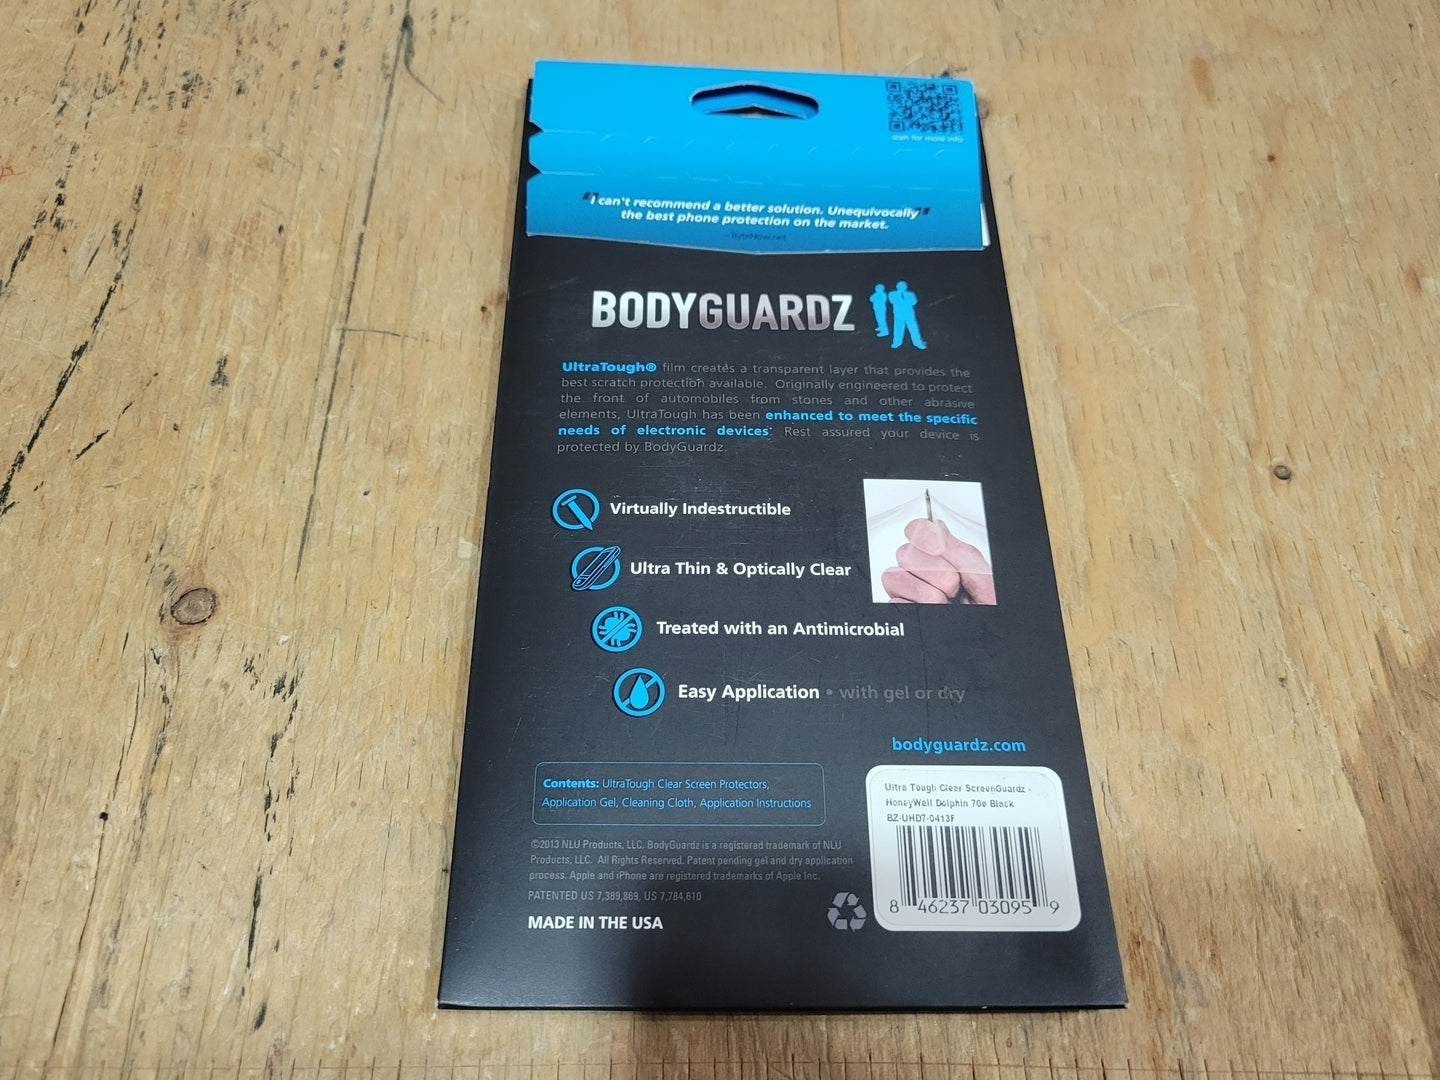 scan for more info
"I can't recommend a better solution. Unequivocally"
the best phone protection on the market.
– ByteNow.net
BODYGUARDZ
UltraTough® film creates a transparent layer that provides the
best scratch protection available. Originally engineered to protect
the front of automobiles from stones and other abrasive
elements, UltraTough has been enhanced to meet the specific
needs of electronic devices. Rest assured your device is
protected by BodyGuardz.
Virtually Indestructible
Ultra Thin & Optically Clear
Treated with an Antimicrobial
Easy Application • with gel or dry
bodyguardz.com
Contents: UltraTough Clear Screen Protectors,
Application Gel, Cleaning Cloth, Application Instructions
©2013 NLU Products, LLC. BodyGuardz is a registered trademark of NLU
Products, LLC. All Rights Reserved. Patent pending gel and dry application
process. Apple and iPhone are registered trademarks of Apple Inc.
PATENTED US 7,389,869, US 7,784,610
MADE IN THE USA
Ultra Tough Clear ScreenGuardz -
HoneyWell Dolphin 70e Black
BZ-UHD7-0413F
8 46237 03095 9